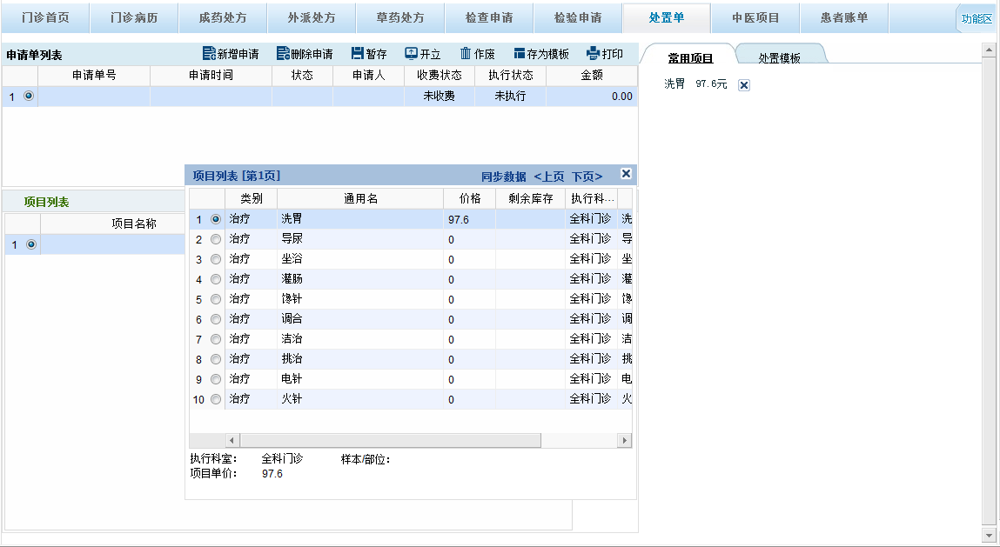 门诊首页 门诊病历 成药处方 外派处方 草药处方 检查申请 检验申请 处置单 中医项目 患者账单 功能区
申请单列表 新增申请 删除申请 暂存 开立 作废 存为模板 打印
常用项目 处置模板
申请单号 申请时间 状态 申请人 收费状态 执行状态 金额
1 未收费 未执行 0.00
洗胃 97.6元
项目列表 [第1页] 同步数据 <上页 下页>
项目列表
项目名称
1
类别 通用名 价格 剩余库存 执行科...
1 治疗 洗胃 97.6 全科门诊 洗
2 治疗 导尿 0 全科门诊 导
3 治疗 坐浴 0 全科门诊 坐
4 治疗 灌肠 0 全科门诊 灌
5 治疗 馋针 0 全科门诊 馋
6 治疗 调合 0 全科门诊 调
7 治疗 洁治 0 全科门诊 洁
8 治疗 挑治 0 全科门诊 挑
9 治疗 电针 0 全科门诊 电
10 治疗 火针 0 全科门诊 火
执行科室: 全科门诊 样本/部位:
项目单价: 97.6